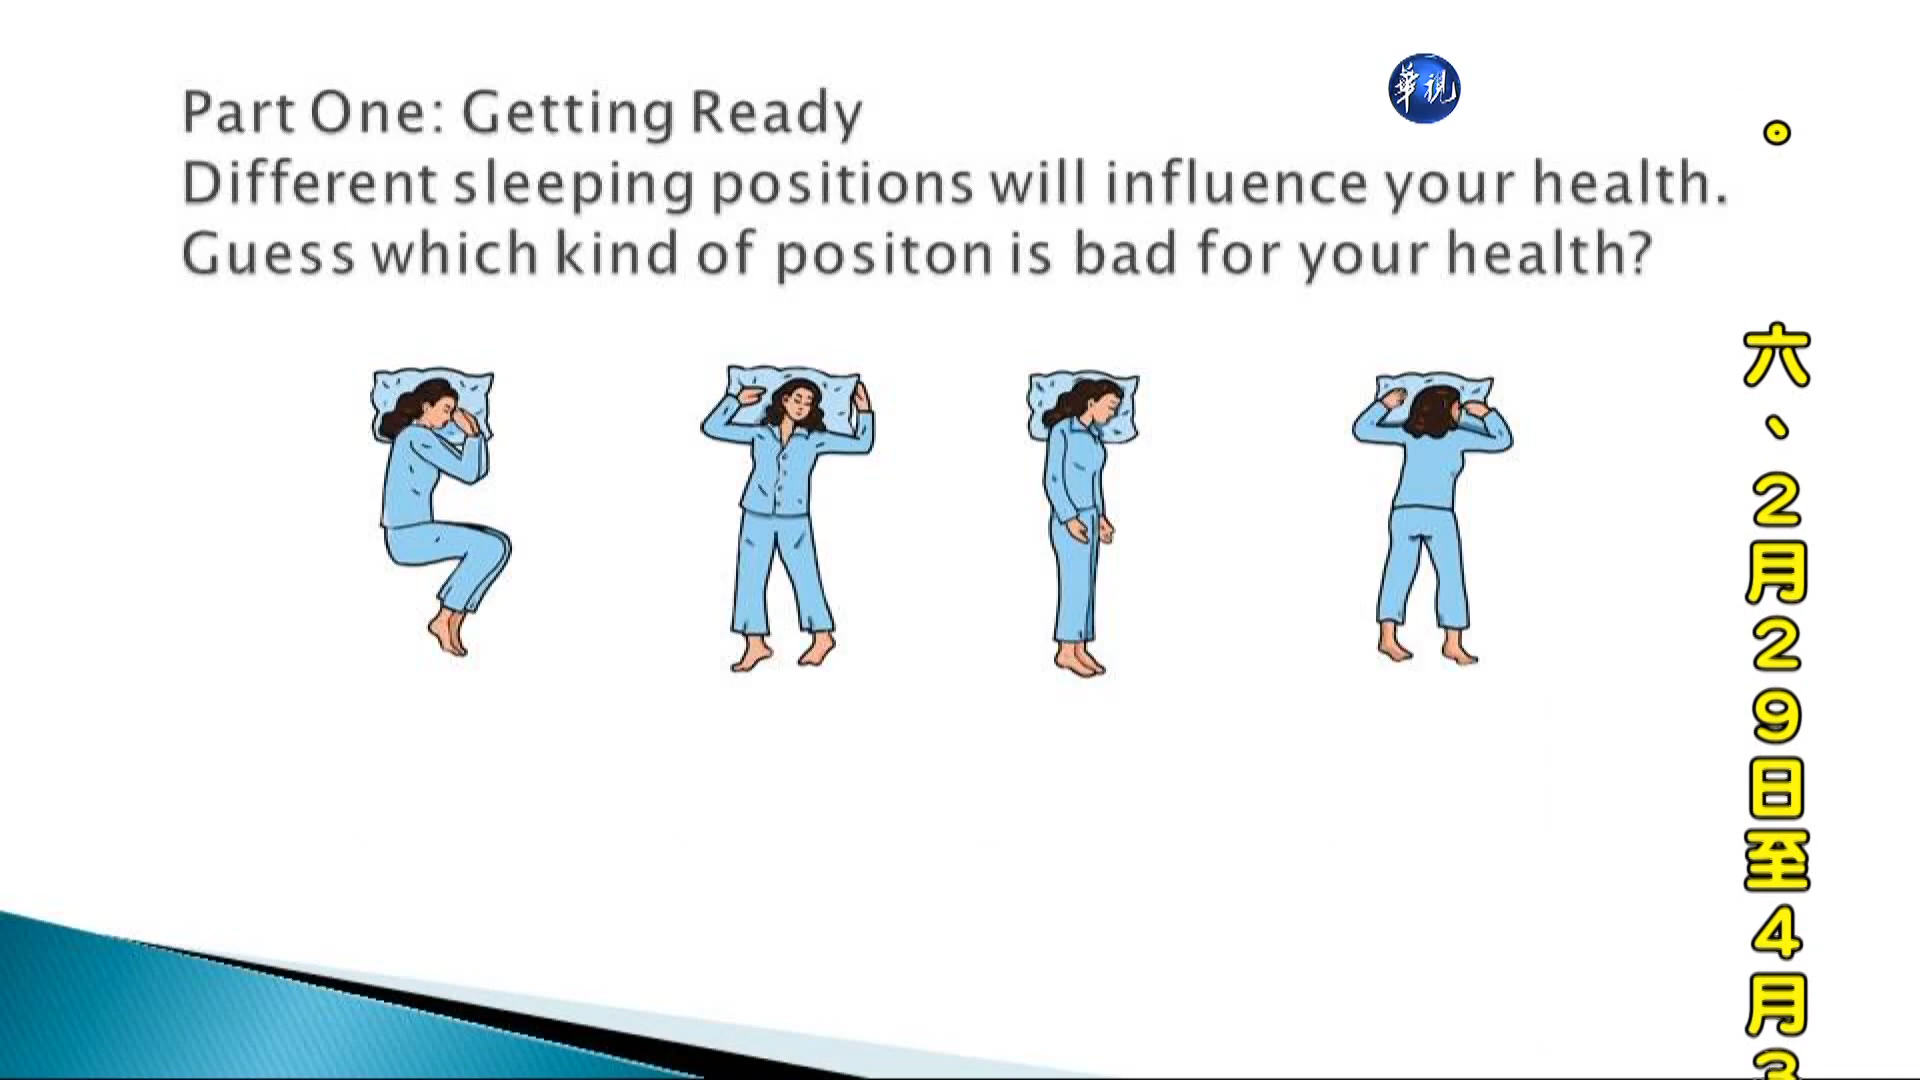 Part One: Getting Ready
Different sleeping positions will influence your health.
Guess which kind of positon is bad for your health?
華視
。
六、2月29日至4月3